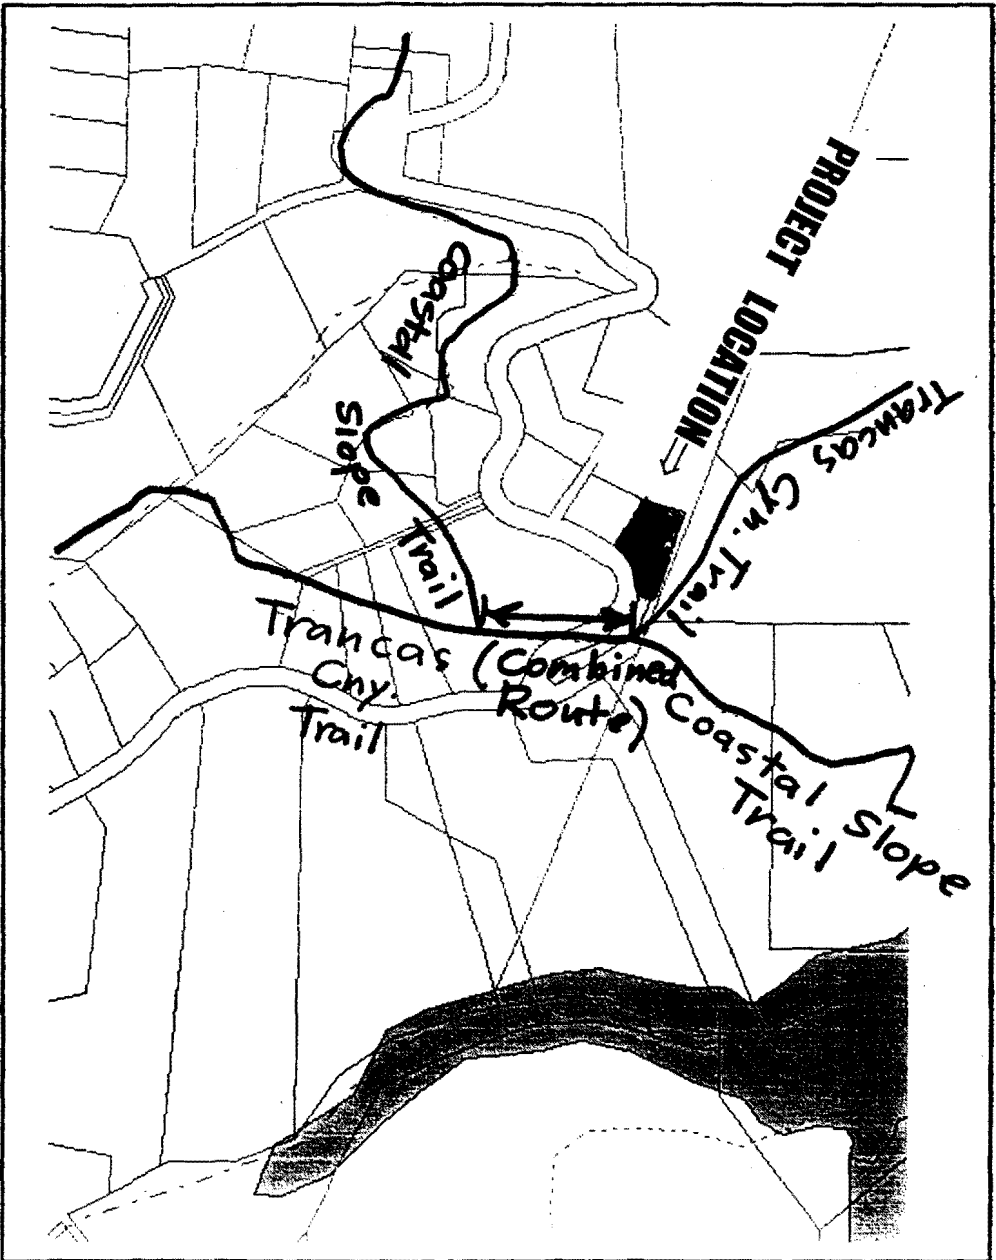 PROJECT LOCATION
Coastal
Slope
Trail
Trancas Cyn. Trail
Trancas
Cny.
Trail
(Combined
Route)
Coastal Slope
Trail